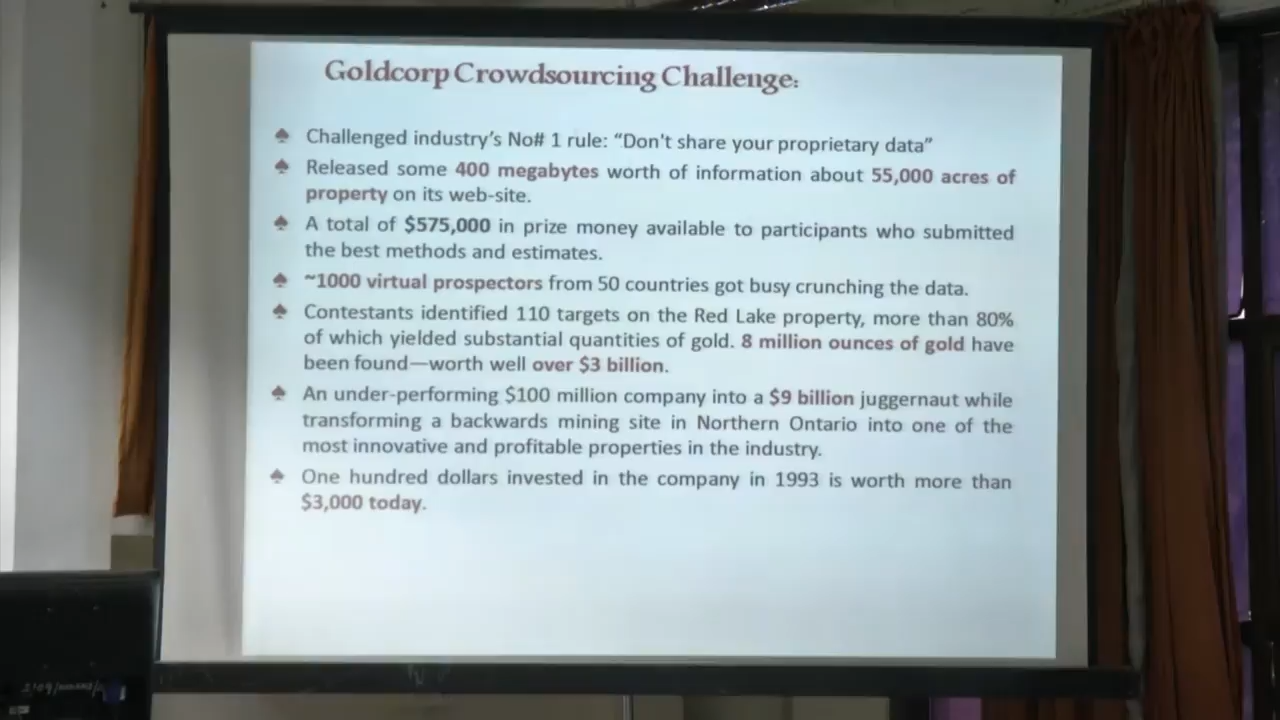 Goldcorp Crowdsourcing Challenge:
Challenged industry's No# 1 rule: “Don't share your proprietary data”
Released some 400 megabytes worth of information about 55,000 acres of
property on its web-site.
A total of $575,000 in prize money available to participants who submitted
the best methods and estimates.
~1000 virtual prospectors from 50 countries got busy crunching the data.
Contestants identified 110 targets on the Red Lake property, more than 80%
of which yielded substantial quantities of gold. 8 million ounces of gold have
been found—worth well over $3 billion.
An under-performing $100 million company into a $9 billion juggernaut while
transforming a backwards mining site in Northern Ontario into one of the
most innovative and profitable properties in the industry.
One hundred dollars invested in the company in 1993 is worth more than
$3,000 today.